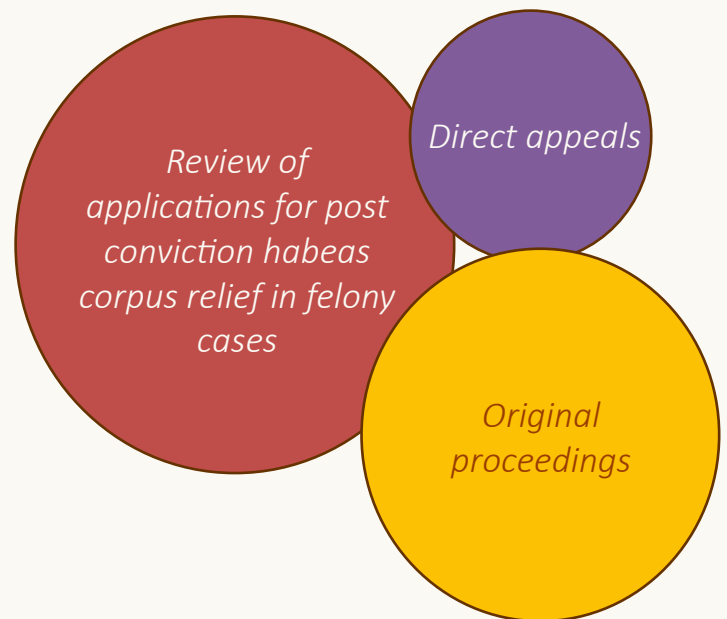 Review of
applications for post
conviction habeas
corpus relief in felony
cases
Direct appeals
Original
proceedings